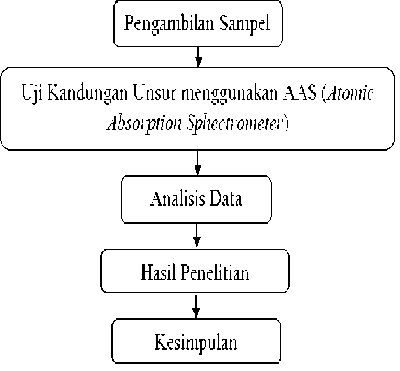 Pengambilan Sampel
Uji Kandungan Unsur menggunakan AAS (Atomic
Absorption Sphectrometer)
Analisis Data
Hasil Penelitian
Kesimpulan